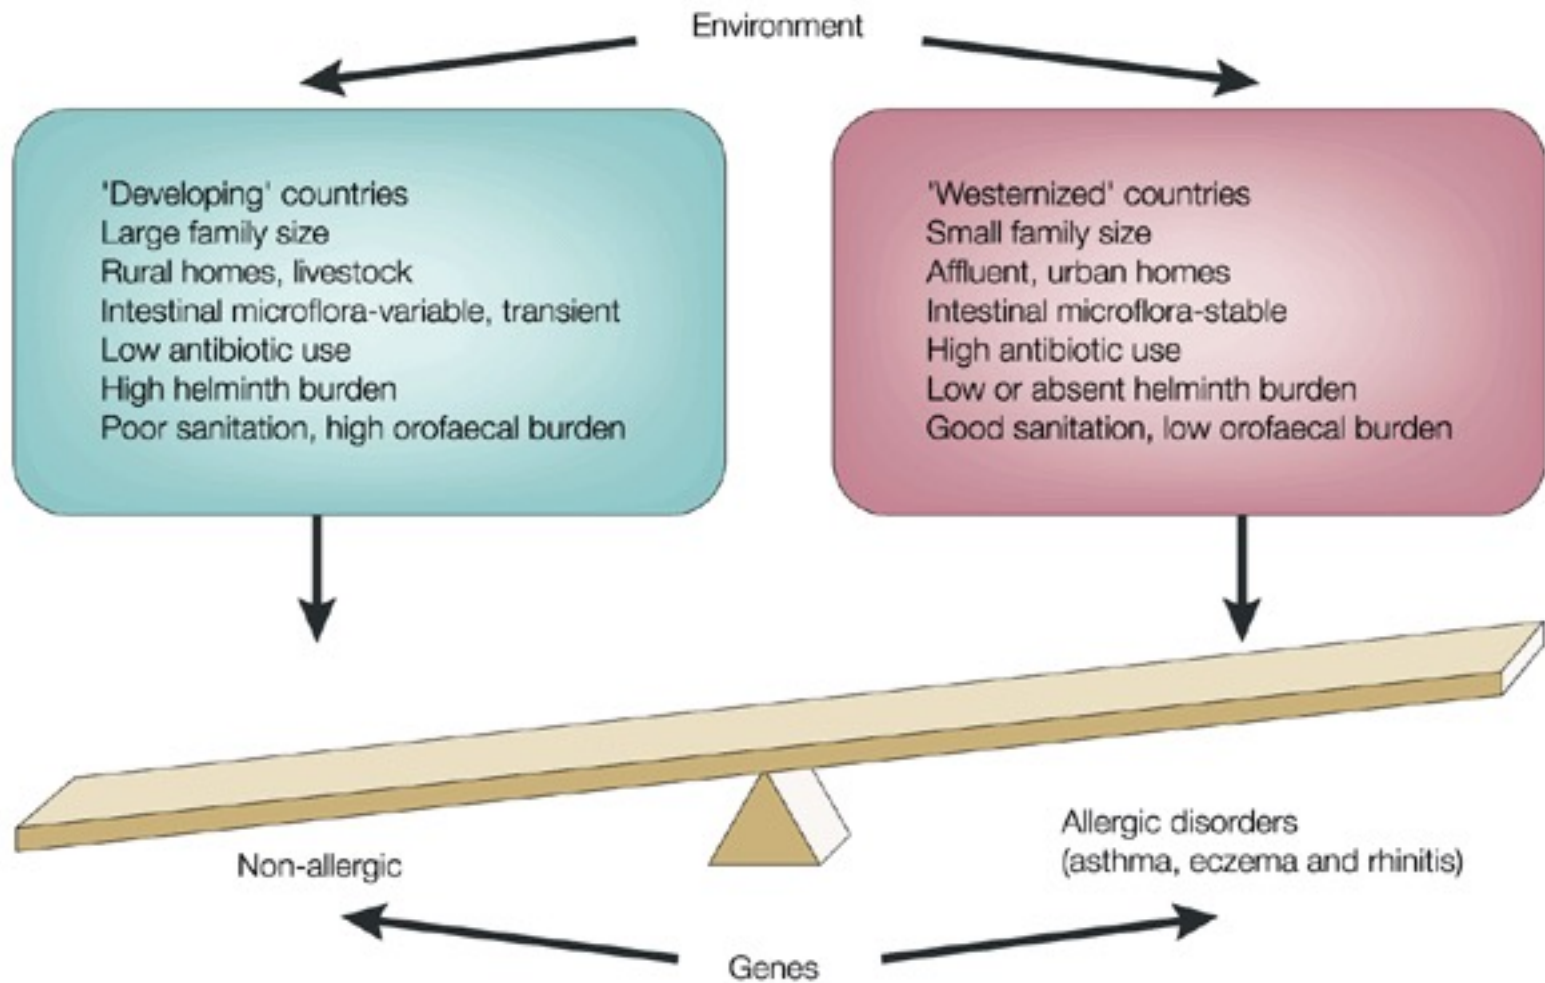 Environment
'Developing' countries
Large family size
Rural homes, livestock
Intestinal microflora-variable, transient
Low antibiotic use
High helminth burden
Poor sanitation, high orofaecal burden
'Westernized' countries
Small family size
Affluent, urban homes
Intestinal microflora-stable
High antibiotic use
Low or absent helminth burden
Good sanitation, low orofaecal burden
Non-allergic
Allergic disorders
(asthma, eczema and rhinitis)
Genes